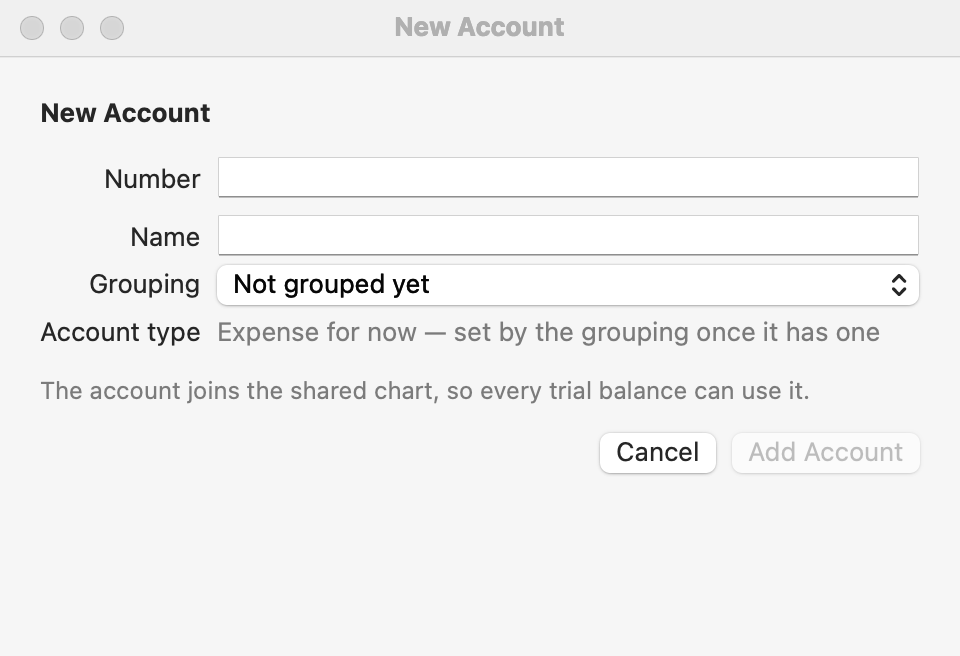 New Account
New Account
Number
Name
Grouping Not grouped yet
Account type Expense for now — set by the grouping once it has one
The account joins the shared chart, so every trial balance can use it.
Cancel Add Account